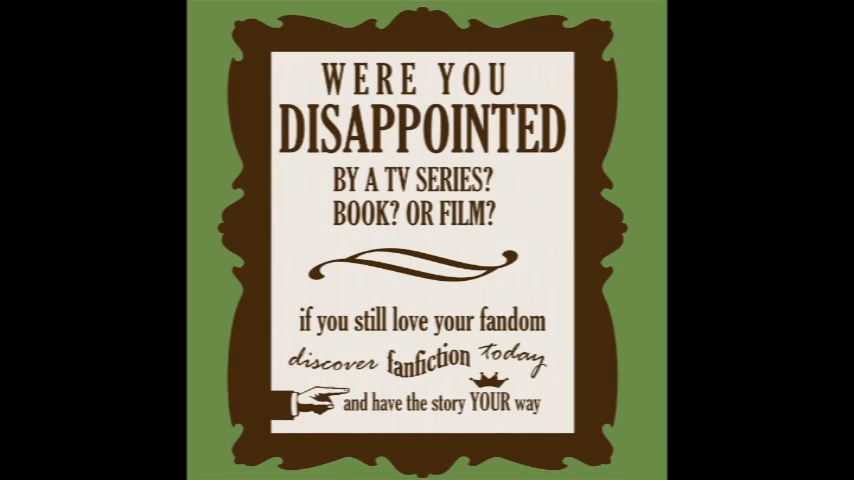 WERE YOU
DISAPPOINTED
BY A TV SERIES?
BOOK? OR FILM?
if you still love your fandom
discover fanfiction today
and have the story YOUR way